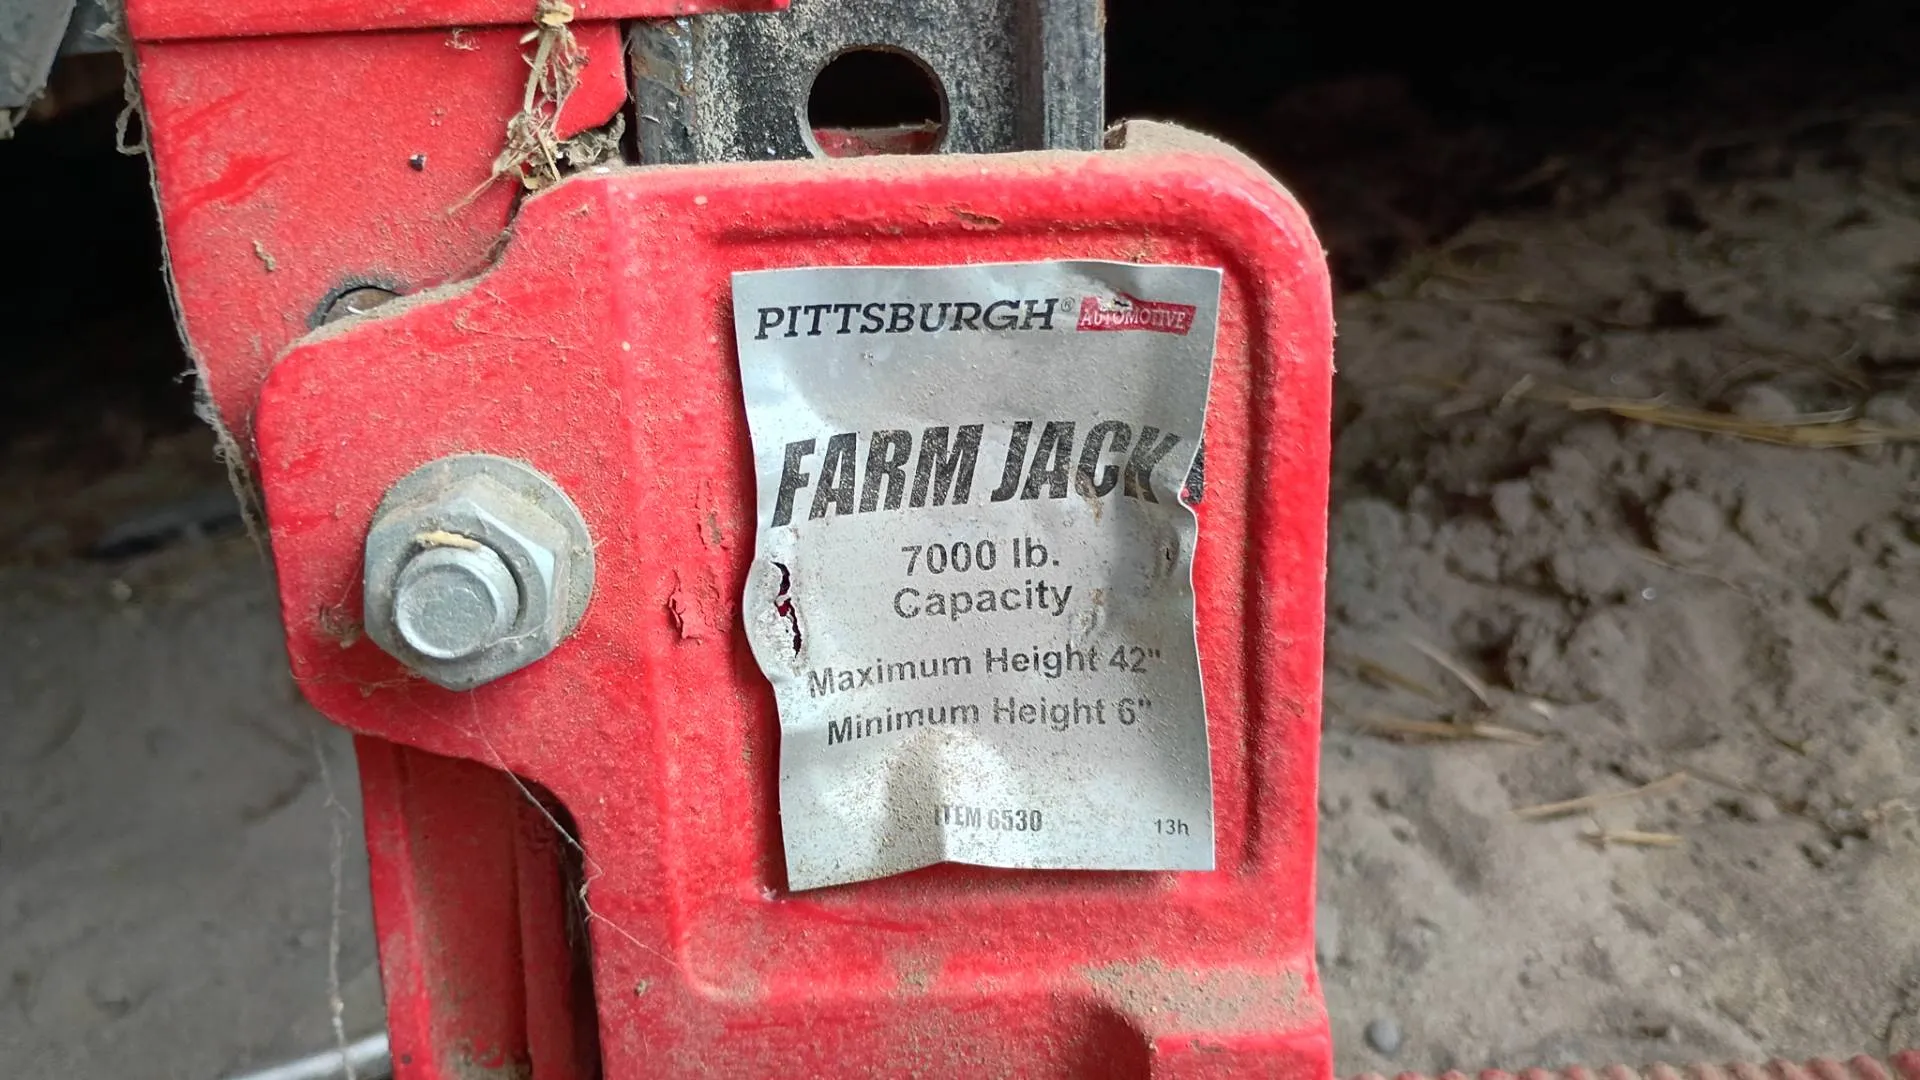 PITTSBURGH® AUTOMOTIVE
FARM JACK
7000 lb.
Capacity
Maximum Height 42"
Minimum Height 6"
ITEM 6530
13h